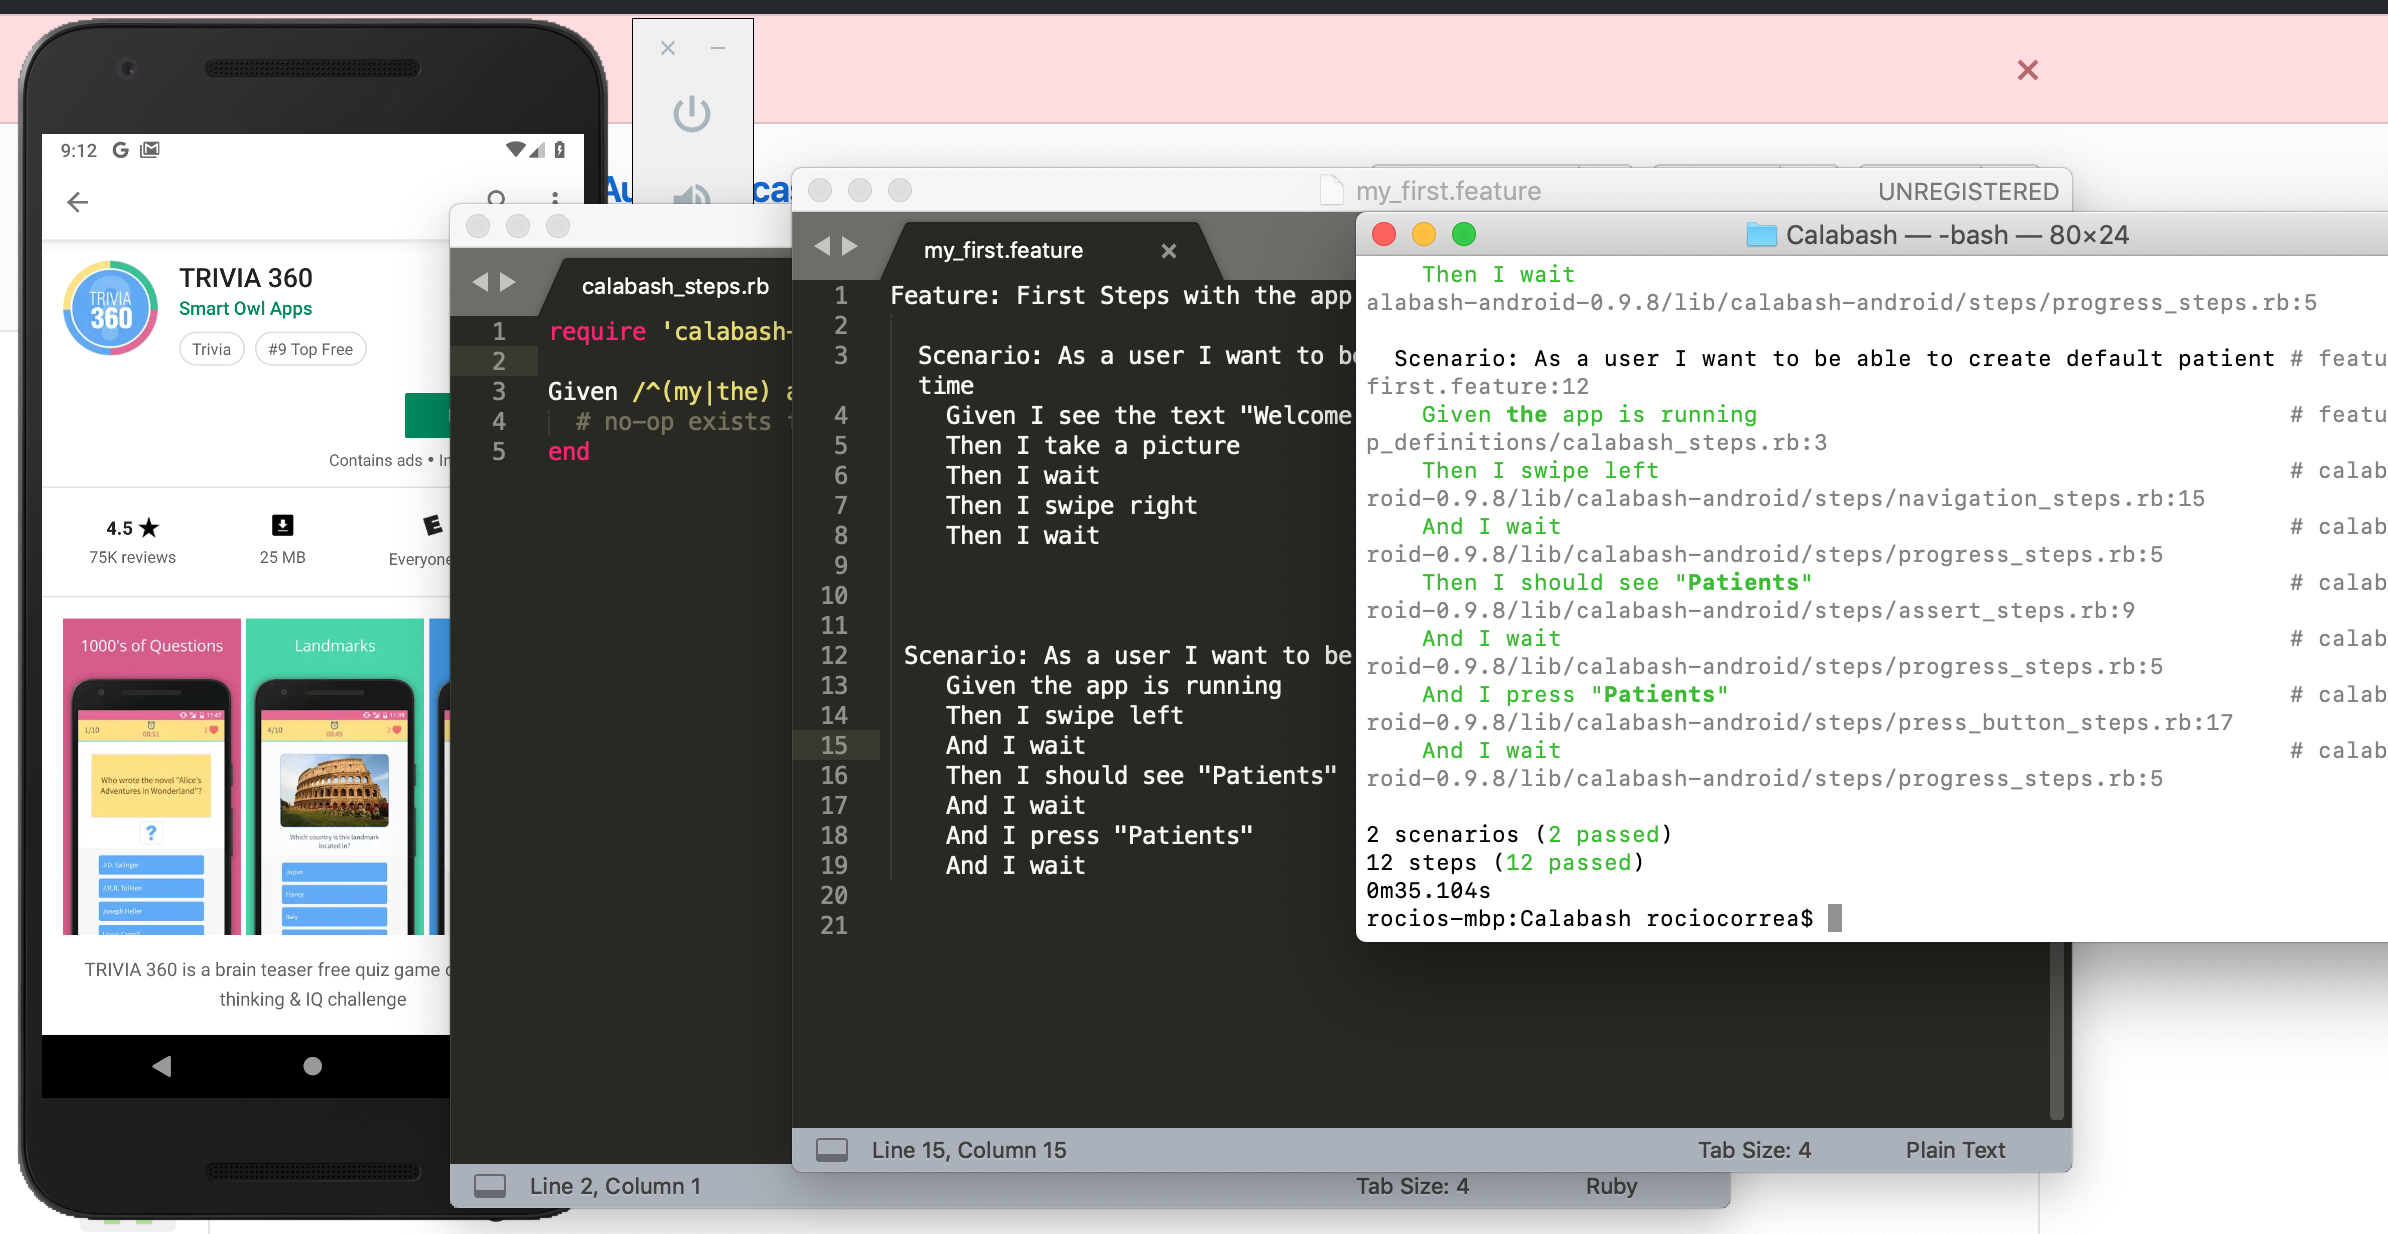 9:12
TRIVIA 360
Smart Owl Apps
Trivia
#9 Top Free
Contains ads •
4.5 ★
75K reviews
25 MB
Everyone
1000's of Questions
Landmarks
1/10
00:51
3
11:47
Who wrote the novel "Alice's
Adventures in Wonderland"?
?
J.D. Salinger
J.R.R. Tolkien
Joseph Heller
4/10
00:45
3
11:39
Which country is this landmark
located in?
Japan
France
Italy
TRIVIA 360 is a brain teaser free quiz game
thinking & IQ challenge
calabash_steps.rb
1 require 'calabash-
2
3 Given /^(my|the)
4 # no-op exists
5 end
Line 2, Column 1
Tab Size: 4
Ruby
my_first.feature
UNREGISTERED
my_first.feature
1 Feature: First Steps with the app
2
3 Scenario: As a user I want to be
time
4 Given I see the text "Welcome
5 Then I take a picture
6 Then I wait
7 Then I swipe right
8 Then I wait
9
10
11
12 Scenario: As a user I want to be
13 Given the app is running
14 Then I swipe left
15 And I wait
16 Then I should see "Patients"
17 And I wait
18 And I press "Patients"
19 And I wait
20
21
Line 15, Column 15
Tab Size: 4
Plain Text
Calabash — -bash — 80×24
Then I wait
alabash-android-0.9.8/lib/calabash-android/steps/progress_steps.rb:5
Scenario: As a user I want to be able to create default patient # featu
first.feature:12
Given the app is running # featu
p_definitions/calabash_steps.rb:3
Then I swipe left # calab
roid-0.9.8/lib/calabash-android/steps/navigation_steps.rb:15
And I wait # calab
roid-0.9.8/lib/calabash-android/steps/progress_steps.rb:5
Then I should see "Patients" # calab
roid-0.9.8/lib/calabash-android/steps/assert_steps.rb:9
And I wait # calab
roid-0.9.8/lib/calabash-android/steps/progress_steps.rb:5
And I press "Patients" # calab
roid-0.9.8/lib/calabash-android/steps/press_button_steps.rb:17
And I wait # calab
roid-0.9.8/lib/calabash-android/steps/progress_steps.rb:5
2 scenarios (2 passed)
12 steps (12 passed)
0m35.104s
rocios-mbp:Calabash rociocorrea$